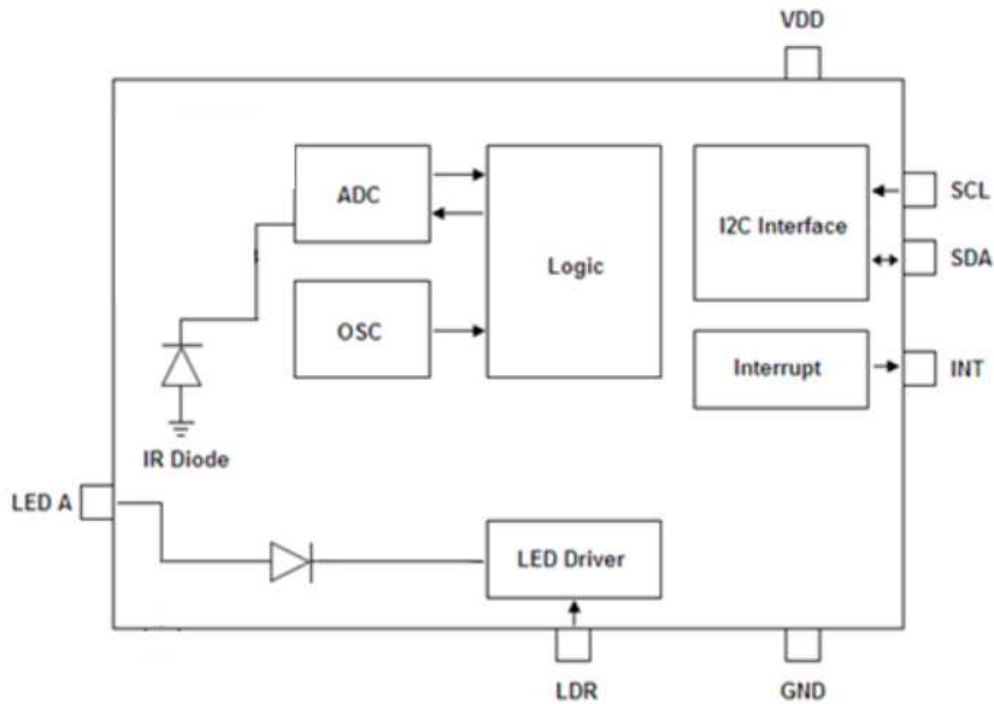 VDD
ADC
SCL
I2C Interface
Logic
SDA
OSC
Interrupt
INT
IR Diode
LED A
LED Driver
LDR
GND